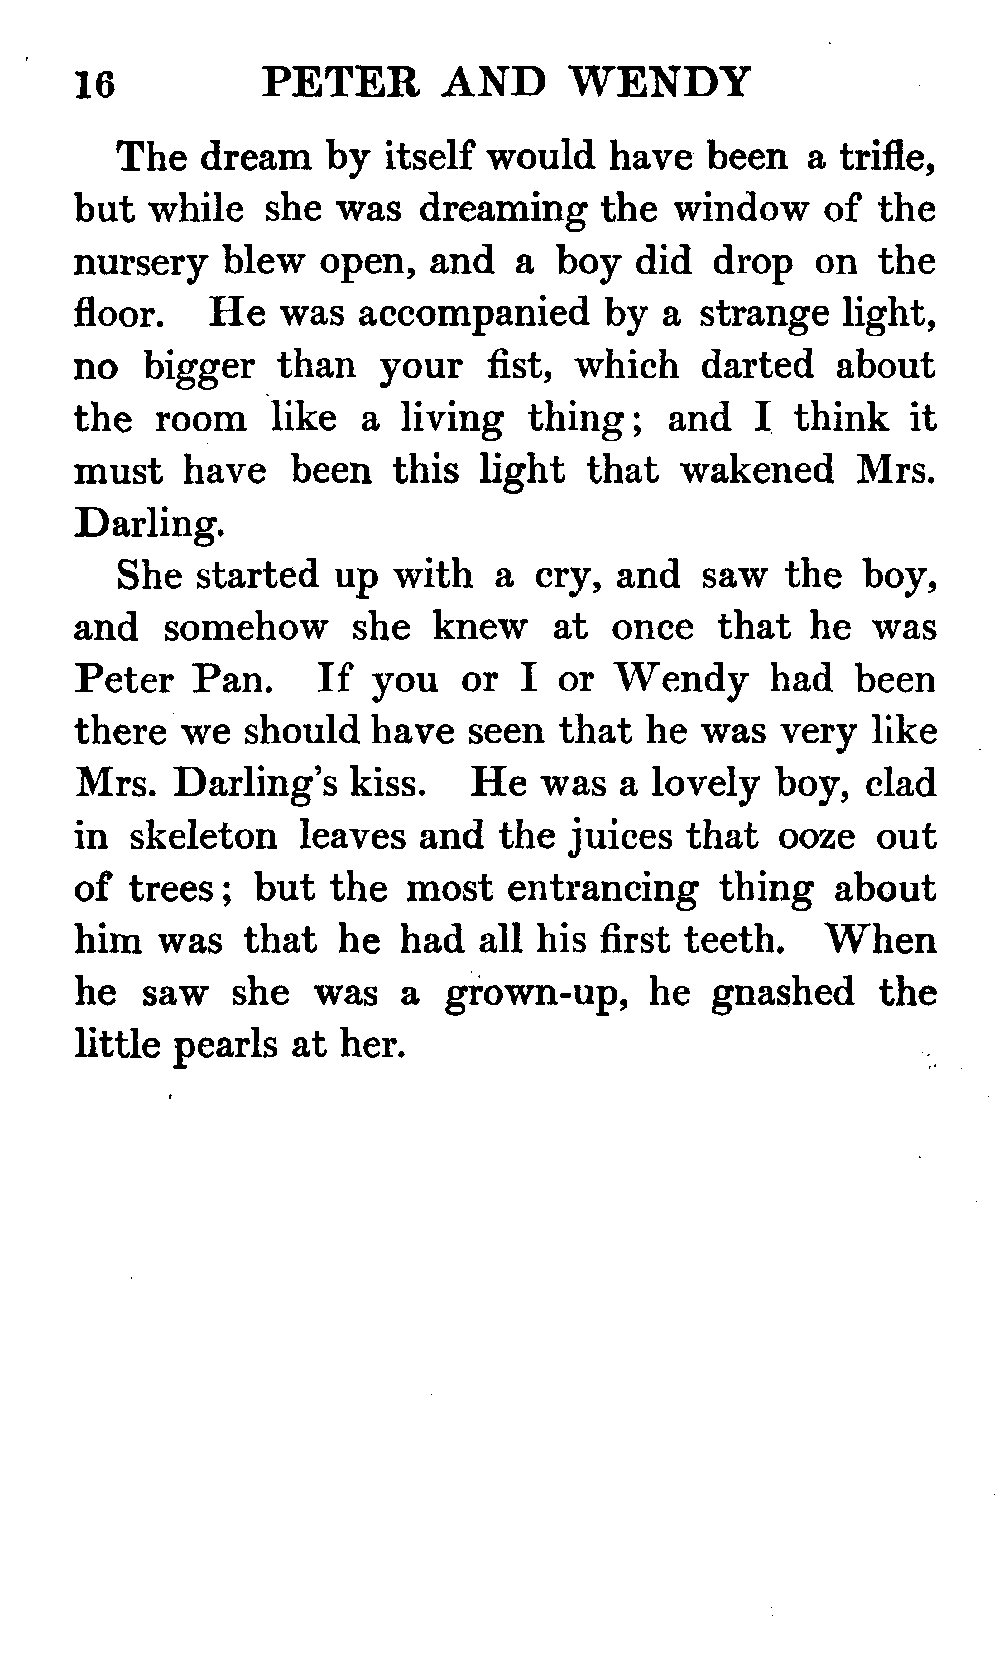 16 PETER AND WENDY
The dream by itself would have been a trifle,
but while she was dreaming the window of the
nursery blew open, and a boy did drop on the
floor. He was accompanied by a strange light,
no bigger than your fist, which darted about
the room like a living thing; and I think it
must have been this light that wakened Mrs.
Darling.
She started up with a cry, and saw the boy,
and somehow she knew at once that he was
Peter Pan. If you or I or Wendy had been
there we should have seen that he was very like
Mrs. Darling's kiss. He was a lovely boy, clad
in skeleton leaves and the juices that ooze out
of trees; but the most entrancing thing about
him was that he had all his first teeth. When
he saw she was a grown-up, he gnashed the
little pearls at her.